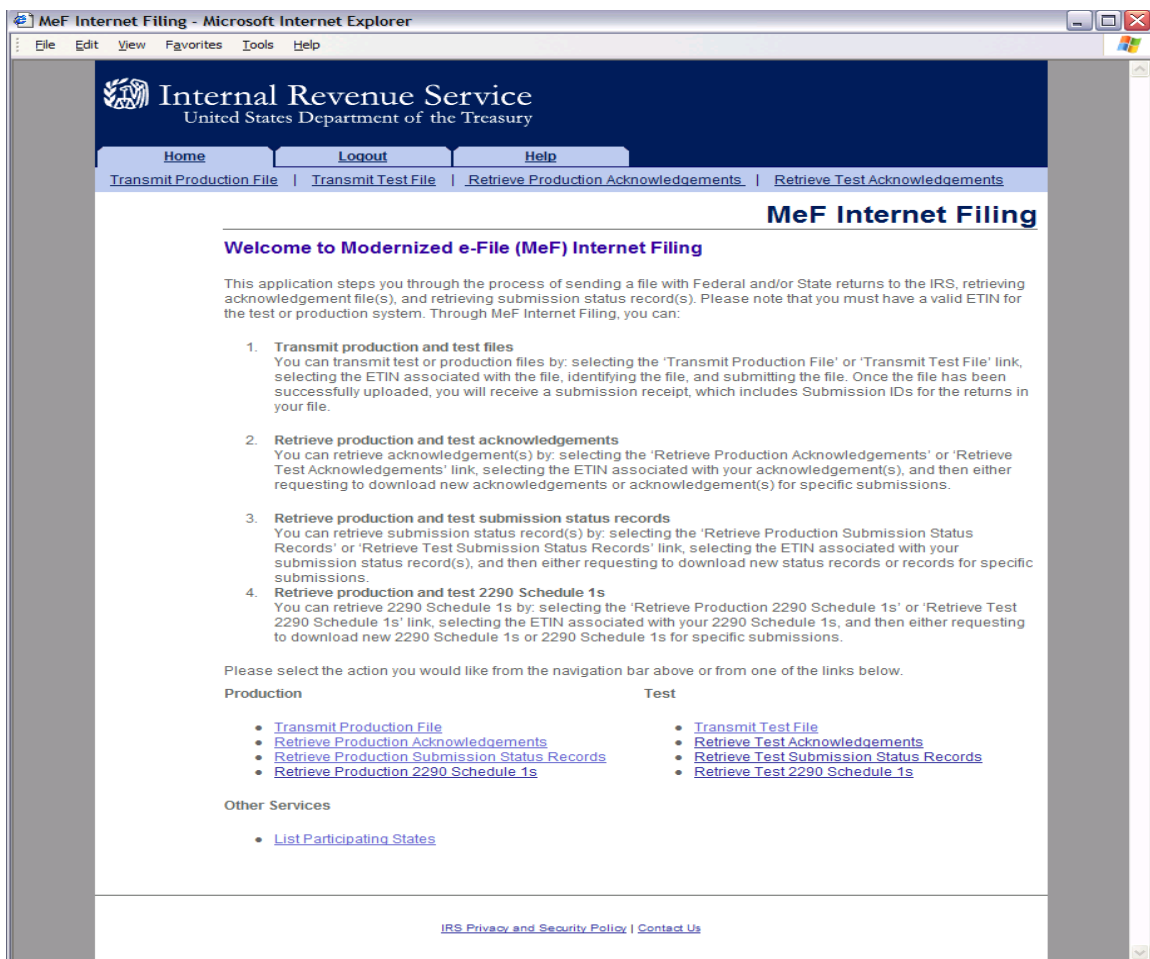 MeF Internet Filing - Microsoft Internet Explorer
File Edit View Favorites Tools Help
Internal Revenue Service
United States Department of the Treasury
Home Logout Help
Transmit Production File | Transmit Test File | Retrieve Production Acknowledgements | Retrieve Test Acknowledgements
MeF Internet Filing
Welcome to Modernized e-File (MeF) Internet Filing
This application steps you through the process of sending a file with Federal and/or State returns to the IRS, retrieving
acknowledgement file(s), and retrieving submission status record(s). Please note that you must have a valid ETIN for
the test or production system. Through MeF Internet Filing, you can:
1. Transmit production and test files
You can transmit test or production files by: selecting the ‘Transmit Production File’ or ‘Transmit Test File’ link,
selecting the ETIN associated with the file, identifying the file, and submitting the file. Once the file has been
successfully uploaded, you will receive a submission receipt, which includes Submission IDs for the returns in
your file.
2. Retrieve production and test acknowledgements
You can retrieve acknowledgement(s) by: selecting the ‘Retrieve Production Acknowledgements’ or ‘Retrieve
Test Acknowledgements’ link, selecting the ETIN associated with your acknowledgement(s), and then either
requesting to download new acknowledgements or acknowledgement(s) for specific submissions.
3. Retrieve production and test submission status records
You can retrieve submission status record(s) by: selecting the ‘Retrieve Production Submission Status
Records’ or ‘Retrieve Test Submission Status Records’ link, selecting the ETIN associated with your
submission status record(s), and then either requesting to download new status records or records for specific
submissions.
4. Retrieve production and test 2290 Schedule 1s
You can retrieve 2290 Schedule 1s by: selecting the ‘Retrieve Production 2290 Schedule 1s’ or ‘Retrieve Test
2290 Schedule 1s’ link, selecting the ETIN associated with your 2290 Schedule 1s, and then either requesting
to download new 2290 Schedule 1s or 2290 Schedule 1s for specific submissions.
Please select the action you would like from the navigation bar above or from one of the links below.
Production
• Transmit Production File
• Retrieve Production Acknowledgements
• Retrieve Production Submission Status Records
• Retrieve Production 2290 Schedule 1s
Test
• Transmit Test File
• Retrieve Test Acknowledgements
• Retrieve Test Submission Status Records
• Retrieve Test 2290 Schedule 1s
Other Services
• List Participating States
IRS Privacy and Security Policy | Contact Us